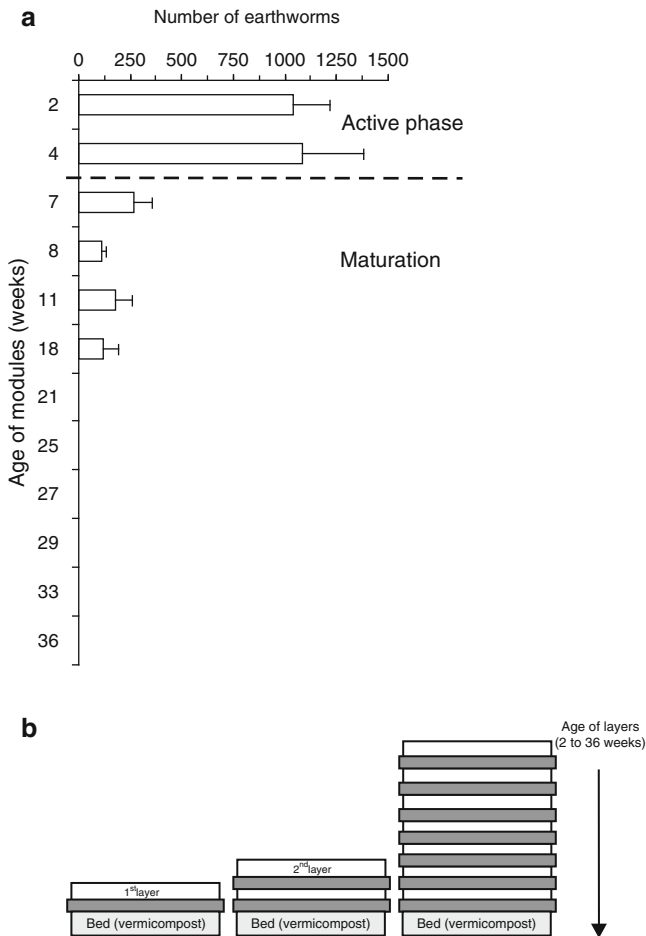 a
Number of earthworms
0 250 500 750 1000 1250 1500
2
Active phase
4
7
8
Maturation
11
18
21
25
27
29
33
36
Age of modules (weeks)
b
Age of layers
(2 to 36 weeks)
1st layer
2nd layer
Bed (vermicompost)
Bed (vermicompost)
Bed (vermicompost)